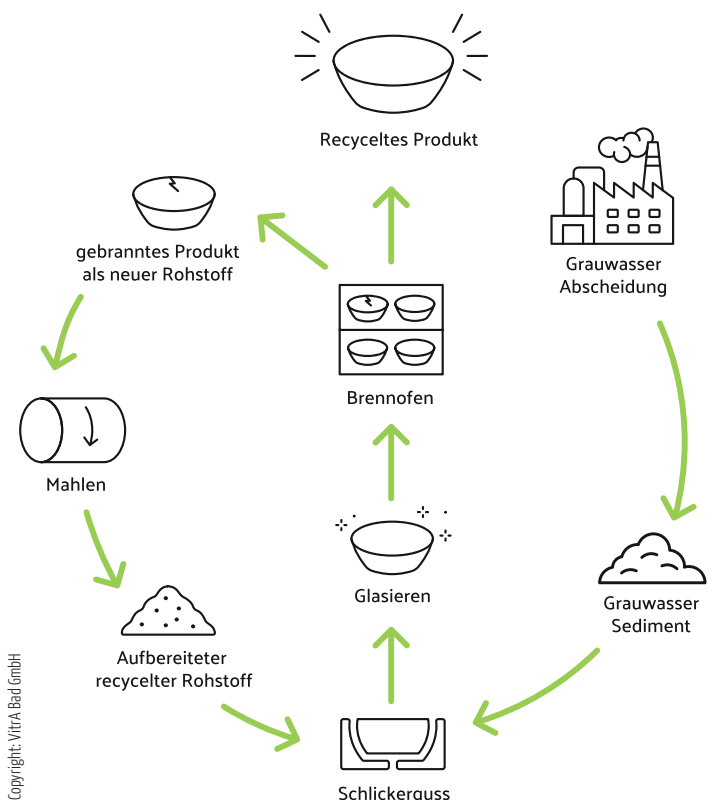 Recyceltes Produkt
gebranntes Produkt
als neuer Rohstoff
Grauwasser
Abscheidung
Brennofen
Mahlen
Glasieren
Grauwasser
Sediment
Aufbereiteter
recycelter Rohstoff
Schlickerguss
Copyright: VitrA Bad GmbH